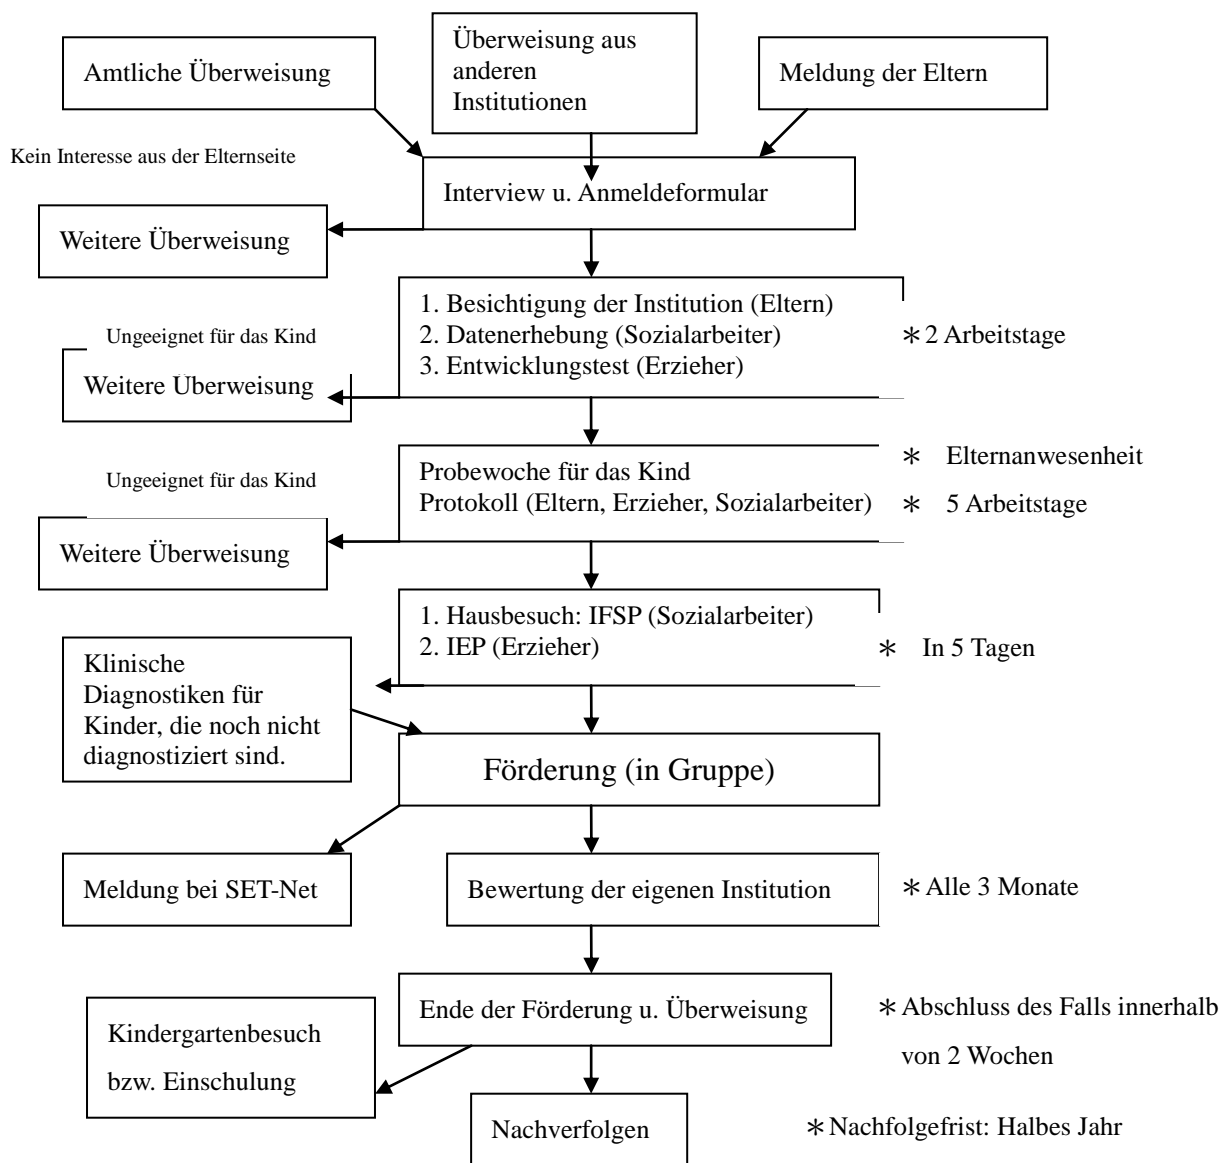 Amtliche Überweisung
Überweisung aus
anderen
Institutionen
Meldung der Eltern
Kein Interesse aus der Elternseite
Interview u. Anmeldeformular
Weitere Überweisung
1. Besichtigung der Institution (Eltern)
2. Datenerhebung (Sozialarbeiter)
3. Entwicklungstest (Erzieher)
＊2 Arbeitstage
Ungeeignet für das Kind
Weitere Überweisung
Probewoche für das Kind
Protokoll (Eltern, Erzieher, Sozialarbeiter)
＊ Elternanwesenheit
＊ 5 Arbeitstage
Ungeeignet für das Kind
Weitere Überweisung
1. Hausbesuch: IFSP (Sozialarbeiter)
2. IEP (Erzieher)
＊ In 5 Tagen
Klinische
Diagnostiken für
Kinder, die noch nicht
diagnostiziert sind.
Förderung (in Gruppe)
Meldung bei SET-Net
Bewertung der eigenen Institution
＊Alle 3 Monate
Ende der Förderung u. Überweisung
＊Abschluss des Falls innerhalb
von 2 Wochen
Kindergartenbesuch
bzw. Einschulung
Nachverfolgen
＊Nachfolgefrist: Halbes Jahr